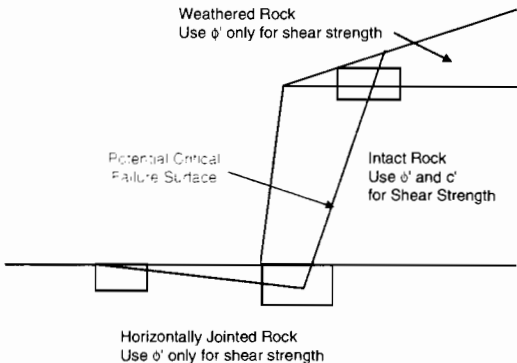 Weathered Rock
Use ϕ' only for shear strength
Potential Critical
Failure Surface
Intact Rock
Use ϕ' and c'
for Shear Strength
Horizontally Jointed Rock
Use ϕ' only for shear strength